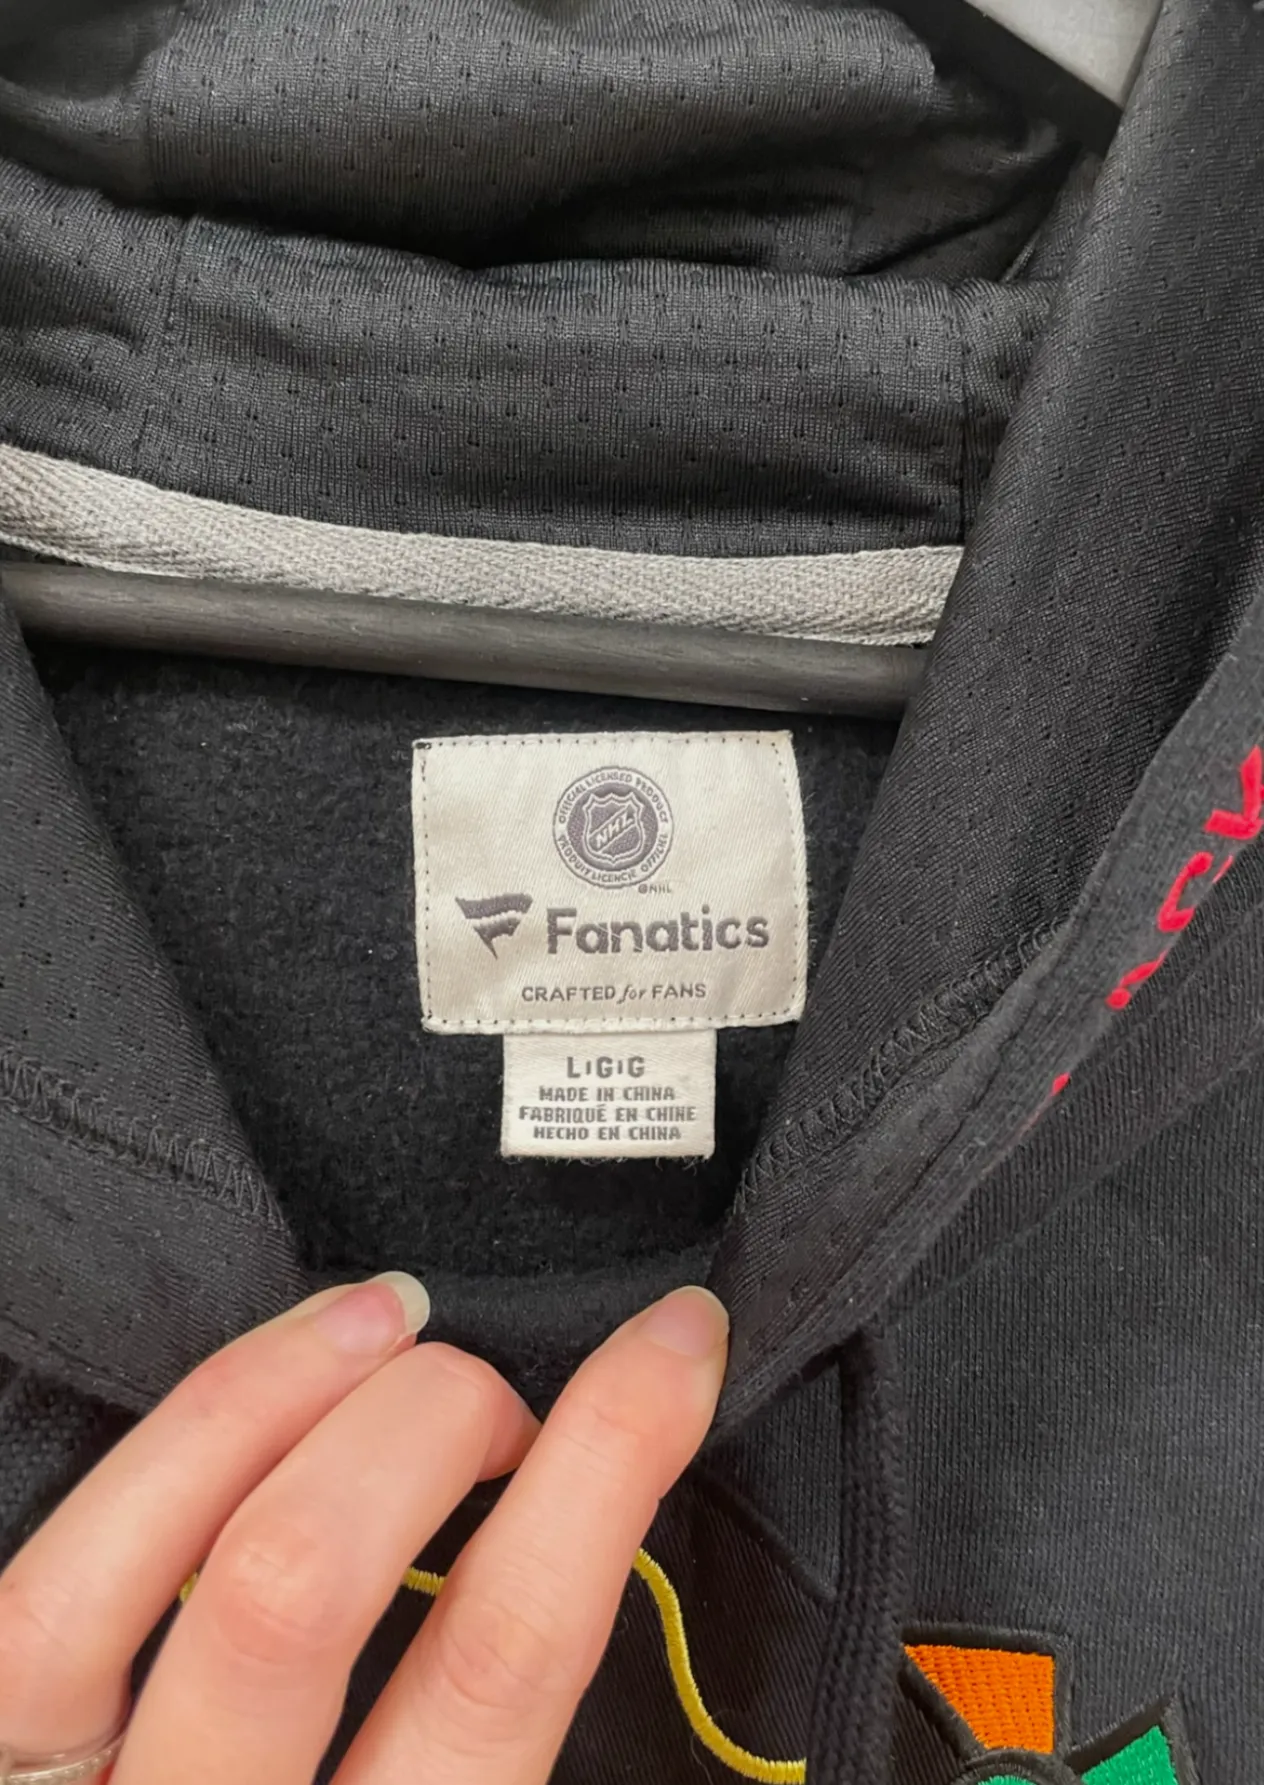 OFFICIAL LICENSED PRODUCT
NHL
PRODUIT LICENCIÉ OFFICIEL
©NHL
Fanatics
CRAFTED for FANS
L·G·G
MADE IN CHINA
FABRIQUÉ EN CHINE
HECHO EN CHINA